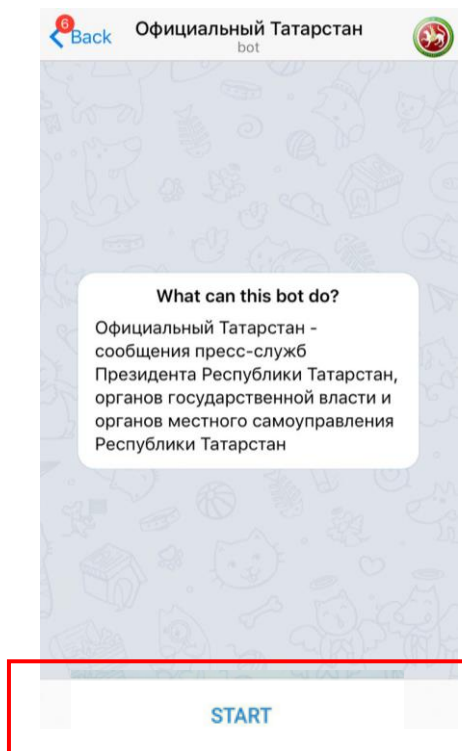 6
Back
Официальный Татарстан
bot
What can this bot do?
Официальный Татарстан -
сообщения пресс-служб
Президента Республики Татарстан,
органов государственной власти и
органов местного самоуправления
Республики Татарстан
START